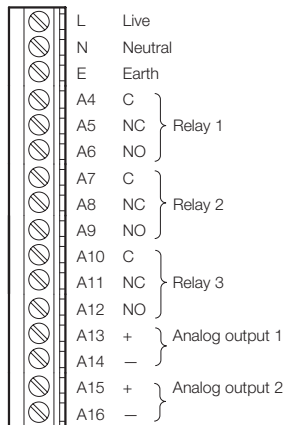 L Live
N Neutral
E Earth
A4 C
A5 NC Relay 1
A6 NO
A7 C
A8 NC Relay 2
A9 NO
A10 C
A11 NC Relay 3
A12 NO
A13 + Analog output 1
A14 —
A15 + Analog output 2
A16 —